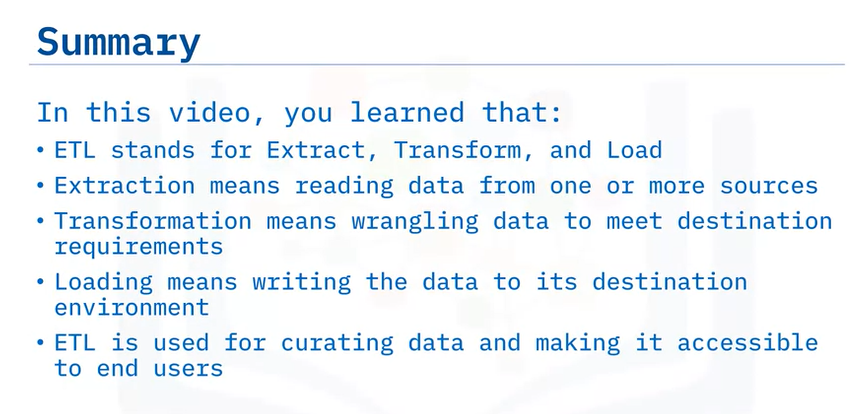 Summary
In this video, you learned that:
• ETL stands for Extract, Transform, and Load
• Extraction means reading data from one or more sources
• Transformation means wrangling data to meet destination
requirements
• Loading means writing the data to its destination
environment
• ETL is used for curating data and making it accessible
to end users